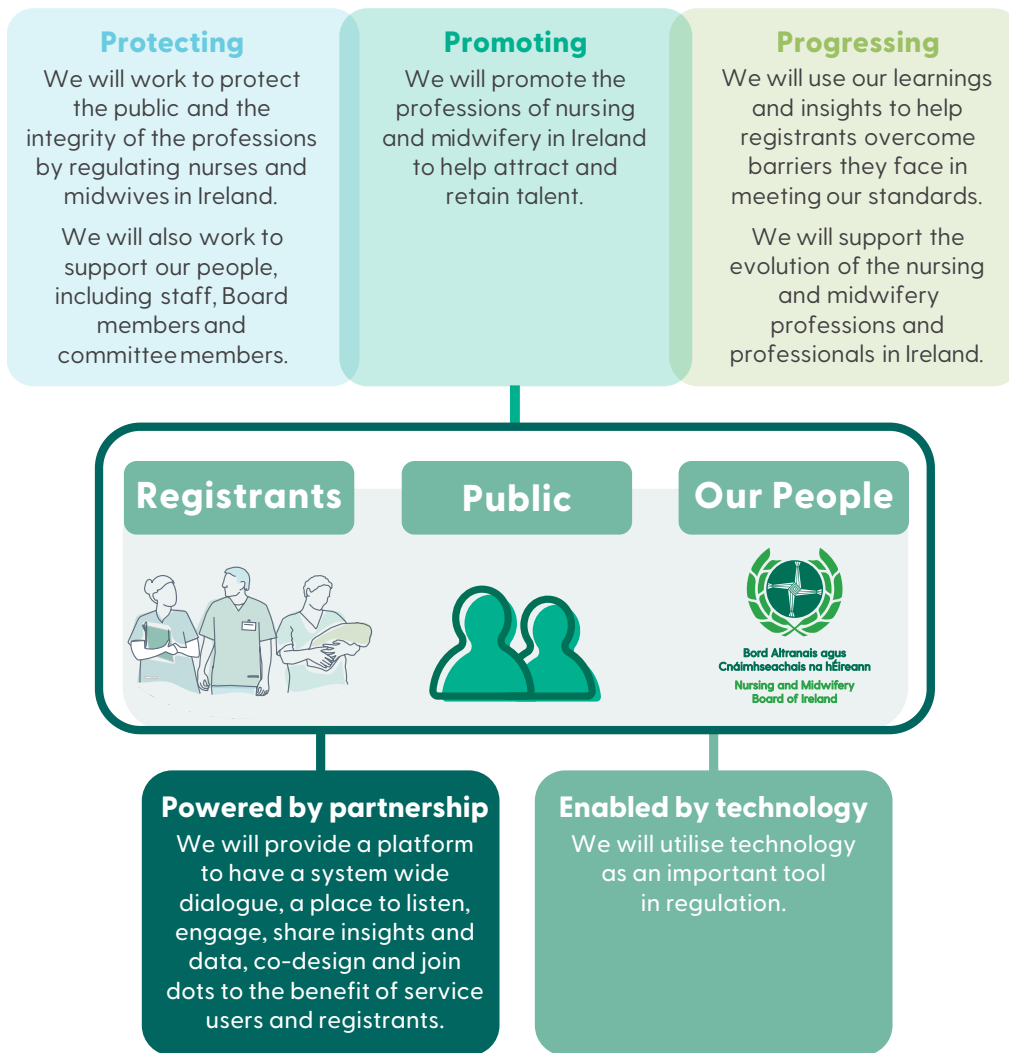 Protecting
We will work to protect
the public and the
integrity of the professions
by regulating nurses and
midwives in Ireland.
We will also work to
support our people,
including staff, Board
members and
committee members.
Promoting
We will promote the
professions of nursing
and midwifery in Ireland
to help attract and
retain talent.
Progressing
We will use our learnings
and insights to help
registrants overcome
barriers they face in
meeting our standards.
We will support the
evolution of the nursing
and midwifery
professions and
professionals in Ireland.
Registrants
Public
Our People
Bord Altranais agus
Cnáimhseachais na hÉireann
Nursing and Midwifery
Board of Ireland
Powered by partnership
We will provide a platform
to have a system wide
dialogue, a place to listen,
engage, share insights and
data, co-design and join
dots to the benefit of service
users and registrants.
Enabled by technology
We will utilise technology
as an important tool
in regulation.